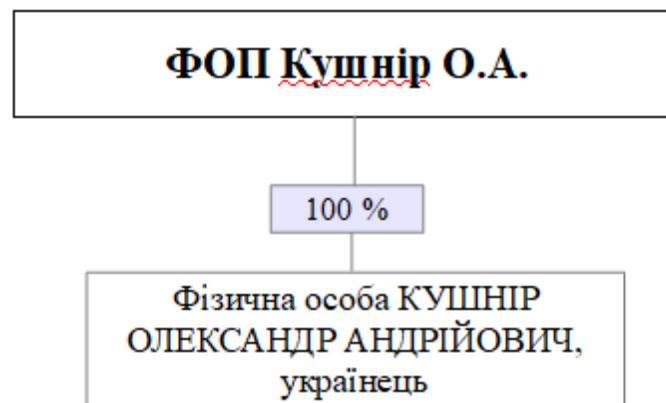 ФОП Кушнір О.А.
100 %
Фізична особа КУШНІР
ОЛЕКСАНДР АНДРІЙОВИЧ,
українець